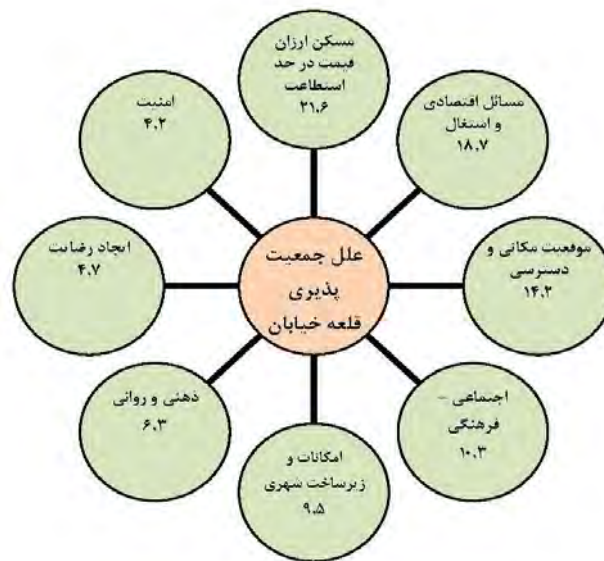 مسکن ارزان
قیمت در حد
استطاعت
۲۱،۶
مسائل اقتصادی
و استغال
۱۸،۷
موقعیت مکانی و
دسترسی
۱۴،۲
اجتماعی -
فرهنگی
۱۰،۳
امکانات و
زیرساخت شهری
۹،۵
ذهنی و روانی
۶،۳
ایجاد رضایت
۴،۷
امنیت
۴،۲
علل جمعیت
پذیری
قلعه خیابان